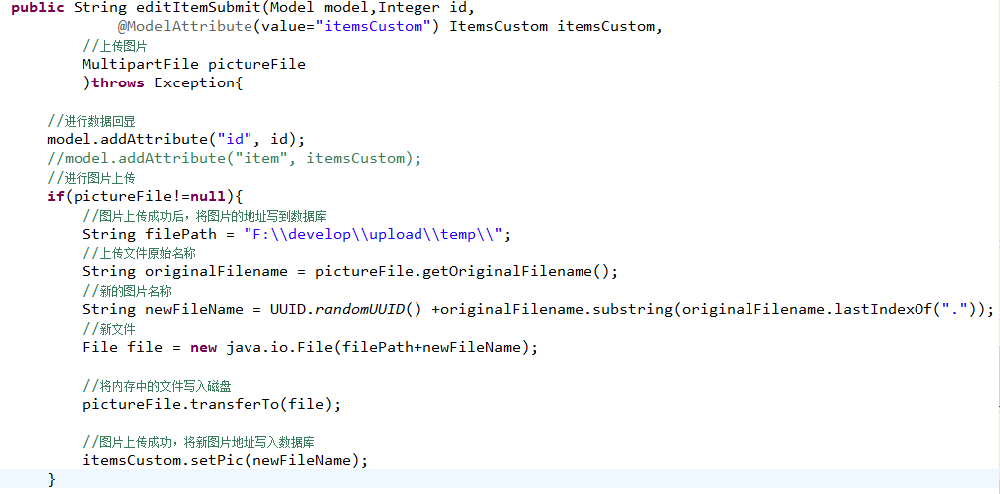 public String editItemSubmit(Model model,Integer id,
@ModelAttribute(value="itemsCustom") ItemsCustom itemsCustom,
//上传图片
MultipartFile pictureFile
)throws Exception{
//进行数据回显
model.addAttribute("id", id);
//model.addAttribute("item", itemsCustom);
//进行图片上传
if(pictureFile!=null){
//图片上传成功后，将图片的地址写到数据库
String filePath = "F:\\develop\\upload\\temp\\";
//上传文件原始名称
String originalFilename = pictureFile.getOriginalFilename();
//新的图片名称
String newFileName = UUID.randomUUID() +originalFilename.substring(originalFilename.lastIndexOf("."));
//新文件
File file = new java.io.File(filePath+newFileName);
//将内存中的文件写入磁盘
pictureFile.transferTo(file);
//图片上传成功，将新图片地址写入数据库
itemsCustom.setPic(newFileName);
}